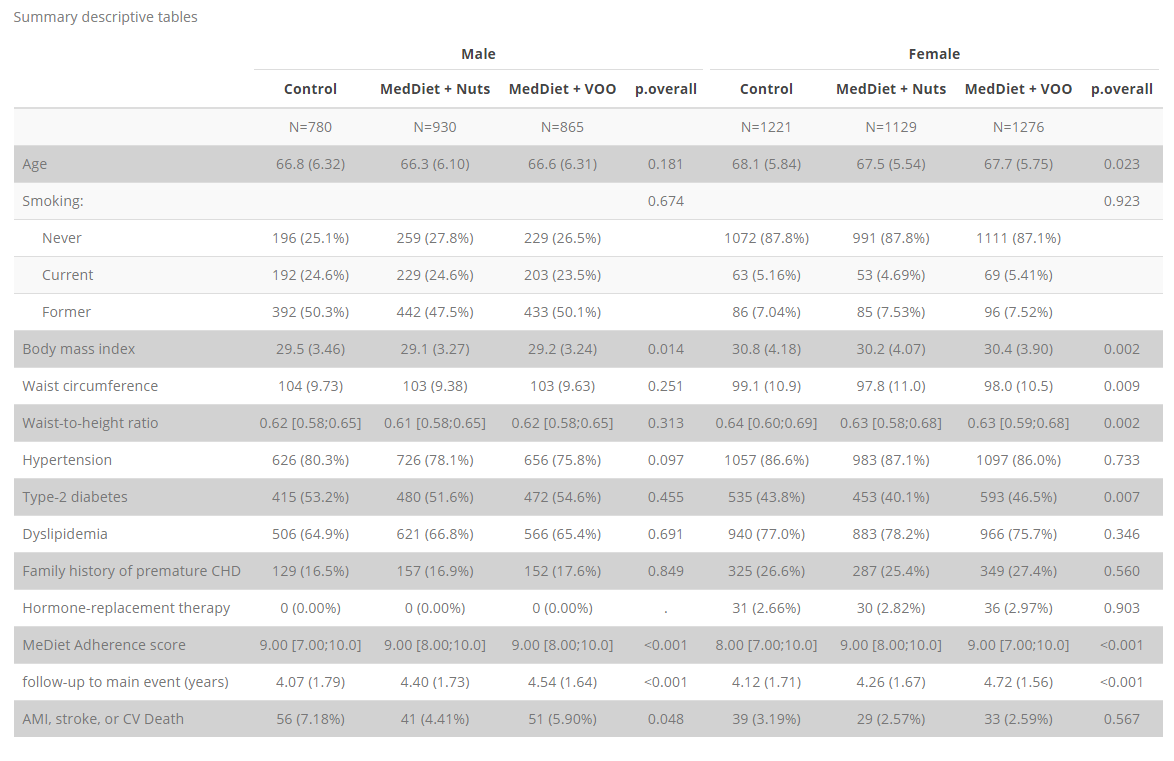 Summary descriptive tables
Male Female
Control MedDiet + Nuts MedDiet + VOO p.overall Control MedDiet + Nuts MedDiet + VOO p.overall
N=780 N=930 N=865 N=1221 N=1129 N=1276
Age 66.8 (6.32) 66.3 (6.10) 66.6 (6.31) 0.181 68.1 (5.84) 67.5 (5.54) 67.7 (5.75) 0.023
Smoking: 0.674 0.923
Never 196 (25.1%) 259 (27.8%) 229 (26.5%) 1072 (87.8%) 991 (87.8%) 1111 (87.1%)
Current 192 (24.6%) 229 (24.6%) 203 (23.5%) 63 (5.16%) 53 (4.69%) 69 (5.41%)
Former 392 (50.3%) 442 (47.5%) 433 (50.1%) 86 (7.04%) 85 (7.53%) 96 (7.52%)
Body mass index 29.5 (3.46) 29.1 (3.27) 29.2 (3.24) 0.014 30.8 (4.18) 30.2 (4.07) 30.4 (3.90) 0.002
Waist circumference 104 (9.73) 103 (9.38) 103 (9.63) 0.251 99.1 (10.9) 97.8 (11.0) 98.0 (10.5) 0.009
Waist-to-height ratio 0.62 [0.58;0.65] 0.61 [0.58;0.65] 0.62 [0.58;0.65] 0.313 0.64 [0.60;0.69] 0.63 [0.58;0.68] 0.63 [0.59;0.68] 0.002
Hypertension 626 (80.3%) 726 (78.1%) 656 (75.8%) 0.097 1057 (86.6%) 983 (87.1%) 1097 (86.0%) 0.733
Type-2 diabetes 415 (53.2%) 480 (51.6%) 472 (54.6%) 0.455 535 (43.8%) 453 (40.1%) 593 (46.5%) 0.007
Dyslipidemia 506 (64.9%) 621 (66.8%) 566 (65.4%) 0.691 940 (77.0%) 883 (78.2%) 966 (75.7%) 0.346
Family history of premature CHD 129 (16.5%) 157 (16.9%) 152 (17.6%) 0.849 325 (26.6%) 287 (25.4%) 349 (27.4%) 0.560
Hormone-replacement therapy 0 (0.00%) 0 (0.00%) 0 (0.00%) . 31 (2.66%) 30 (2.82%) 36 (2.97%) 0.903
MeDiet Adherence score 9.00 [7.00;10.0] 9.00 [8.00;10.0] 9.00 [8.00;10.0] <0.001 8.00 [7.00;10.0] 9.00 [8.00;10.0] 9.00 [7.00;10.0] <0.001
follow-up to main event (years) 4.07 (1.79) 4.40 (1.73) 4.54 (1.64) <0.001 4.12 (1.71) 4.26 (1.67) 4.72 (1.56) <0.001
AMI, stroke, or CV Death 56 (7.18%) 41 (4.41%) 51 (5.90%) 0.048 39 (3.19%) 29 (2.57%) 33 (2.59%) 0.567